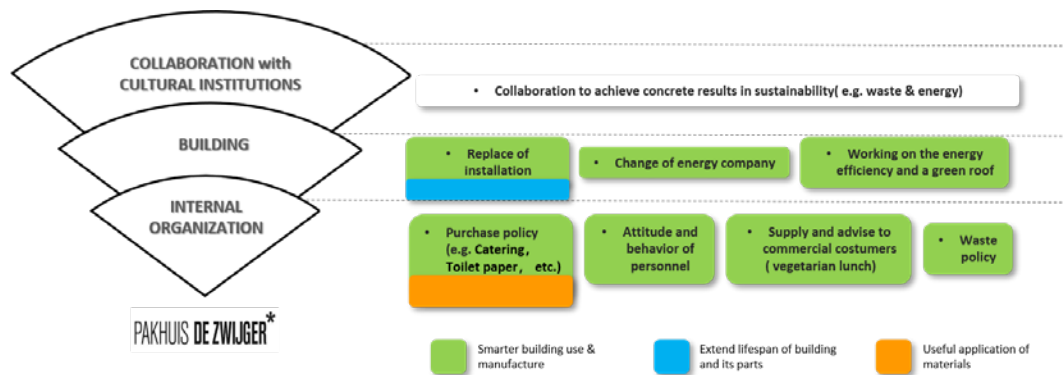 COLLABORATION with
CULTURAL INSTITUTIONS
• Collaboration to achieve concrete results in sustainability( e.g. waste & energy)
BUILDING
• Replace of
installation
• Change of energy company
• Working on the energy
efficiency and a green roof
INTERNAL
ORGANIZATION
• Purchase policy
(e.g. Catering,
Toilet paper, etc.)
• Attitude and
behavior of
personnel
• Supply and advise to
commercial costumers
( vegetarian lunch)
• Waste
policy
PAKHUIS DE ZWIJGER*
Smarter building use &
manufacture
Extend lifespan of building
and its parts
Useful application of
materials